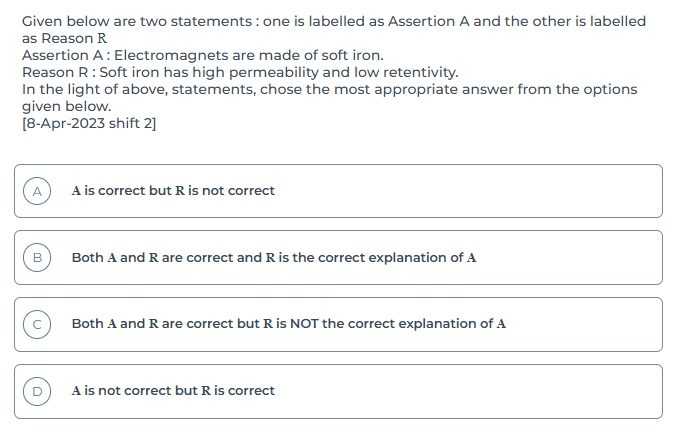 Given below are two statements : one is labelled as Assertion A and the other is labelled
as Reason R
Assertion A : Electromagnets are made of soft iron.
Reason R : Soft iron has high permeability and low retentivity.
In the light of above, statements, chose the most appropriate answer from the options
given below.
[8-Apr-2023 shift 2]
A A is correct but R is not correct
B Both A and R are correct and R is the correct explanation of A
C Both A and R are correct but R is NOT the correct explanation of A
D A is not correct but R is correct